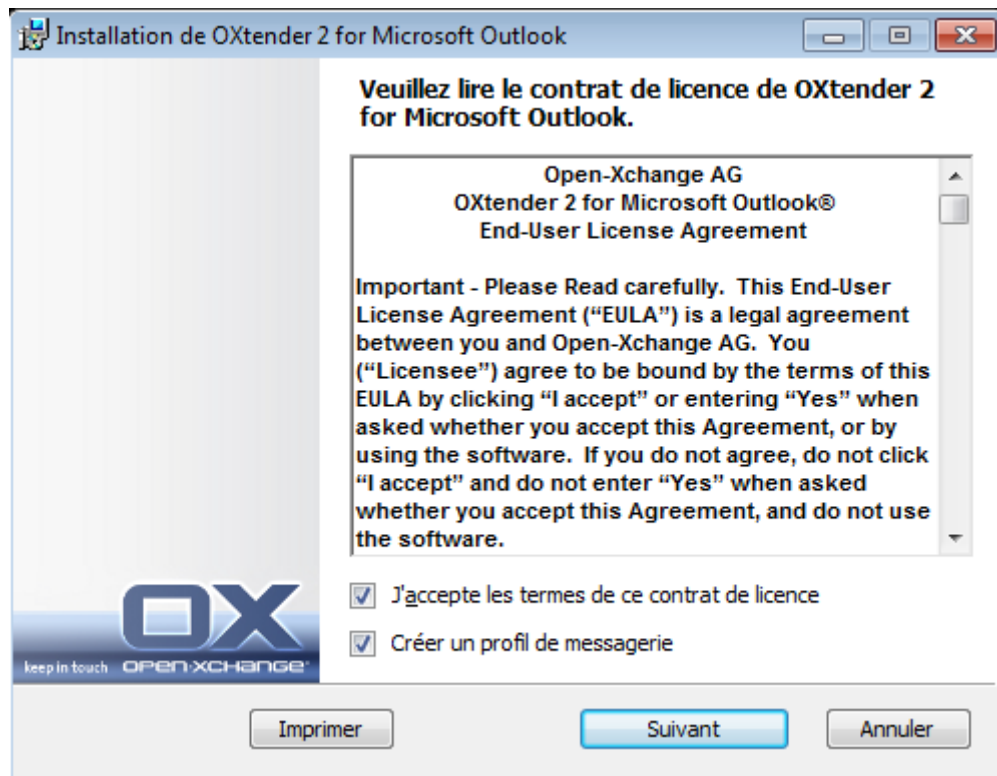 Installation de OXtender 2 for Microsoft Outlook
Veuillez lire le contrat de licence de OXtender 2
for Microsoft Outlook.
Open-Xchange AG
OXtender 2 for Microsoft Outlook®
End-User License Agreement
Important - Please Read carefully.  This End-User
License Agreement (“EULA”) is a legal agreement
between you and Open-Xchange AG.  You
(“Licensee”) agree to be bound by the terms of this
EULA by clicking “I accept” or entering “Yes” when
asked whether you accept this Agreement, or by
using the software.  If you do not agree, do not click
“I accept” and do not enter “Yes” when asked
whether you accept this Agreement, and do not use
the software.
J'accepte les termes de ce contrat de licence
Créer un profil de messagerie
OX
keep in touch OPEN-XCHANGE
Imprimer
Suivant
Annuler